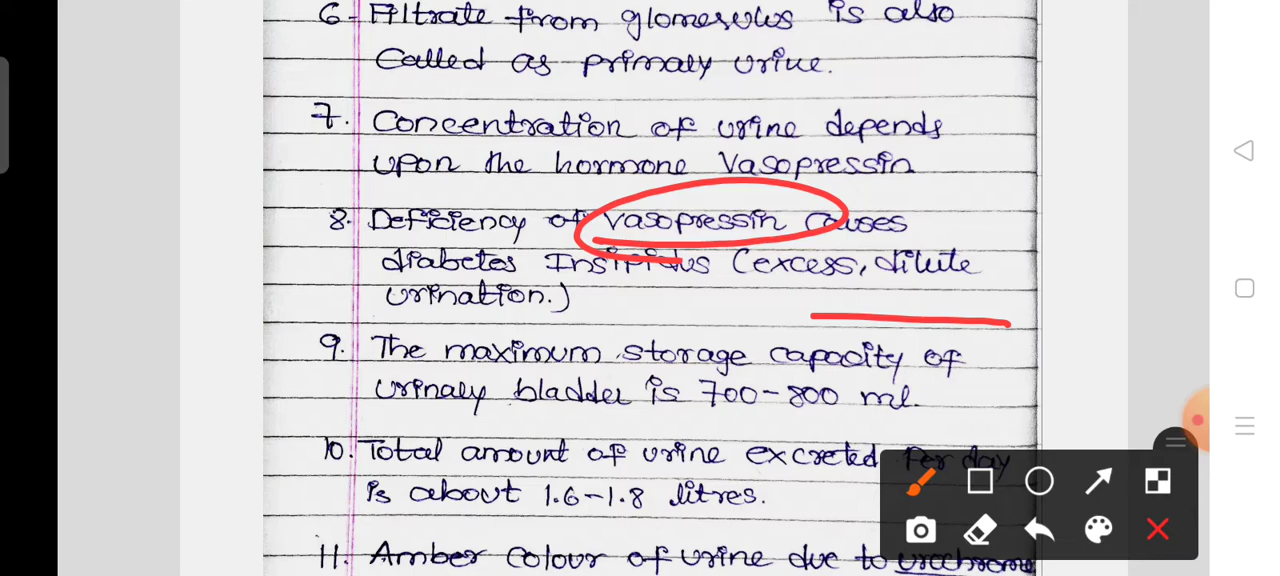 6- Filtrate from glomerulus is also
Called as primary urine.
7. Concentration of urine depends
upon the hormone Vasopressin
8. Deficiency of Vasopressin Causes
diabetes Insipidus (excess, dilute
urination.)
9. The maximum storage capacity of
urinary bladder is 700-800 ml.
10. Total amount of urine excreted Per day
is about 1.6-1.8 litres.
11. Amber Colour of urine due to urochrome